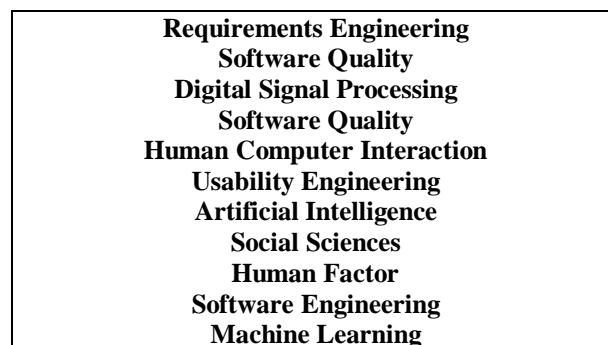 Requirements Engineering
Software Quality
Digital Signal Processing
Software Quality
Human Computer Interaction
Usability Engineering
Artificial Intelligence
Social Sciences
Human Factor
Software Engineering
Machine Learning